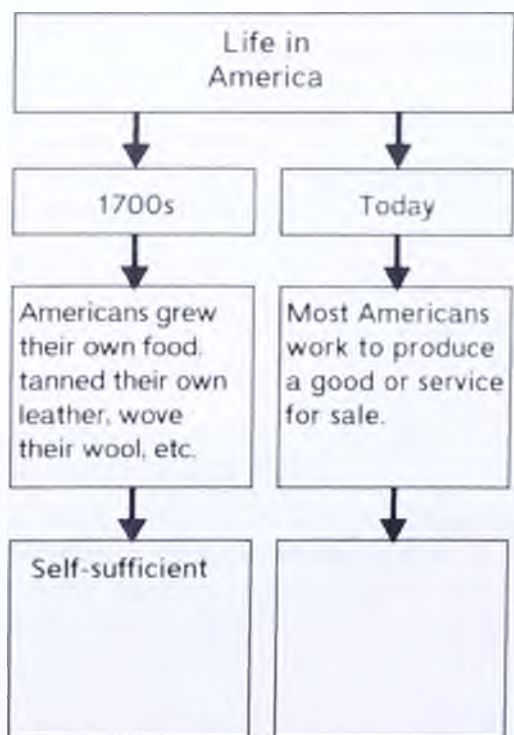 Life in
America
1700s
Today
Americans grew
their own food,
tanned their own
leather, wove
their wool, etc.
Most Americans
work to produce
a good or service
for sale.
Self-sufficient